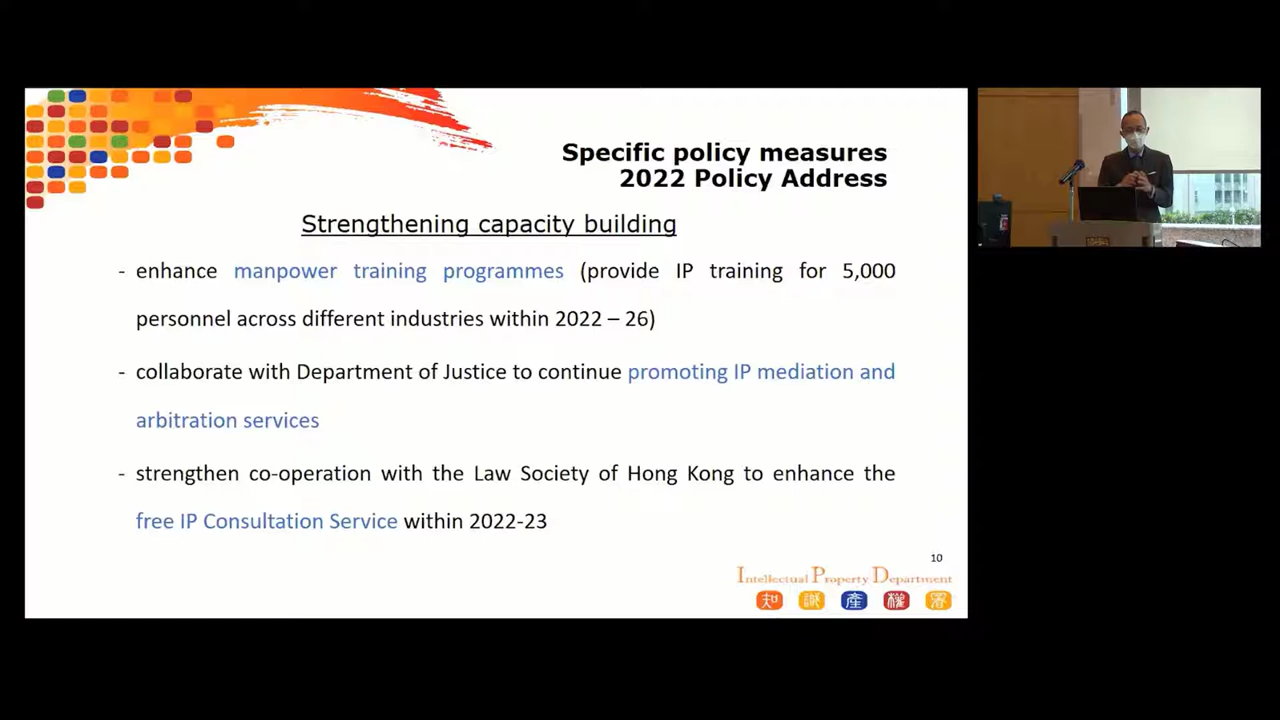 Specific policy measures
2022 Policy Address
Strengthening capacity building
- enhance manpower training programmes (provide IP training for 5,000
personnel across different industries within 2022 – 26)
- collaborate with Department of Justice to continue promoting IP mediation and
arbitration services
- strengthen co-operation with the Law Society of Hong Kong to enhance the
free IP Consultation Service within 2022-23
10
Intellectual Property Department
知識產權署